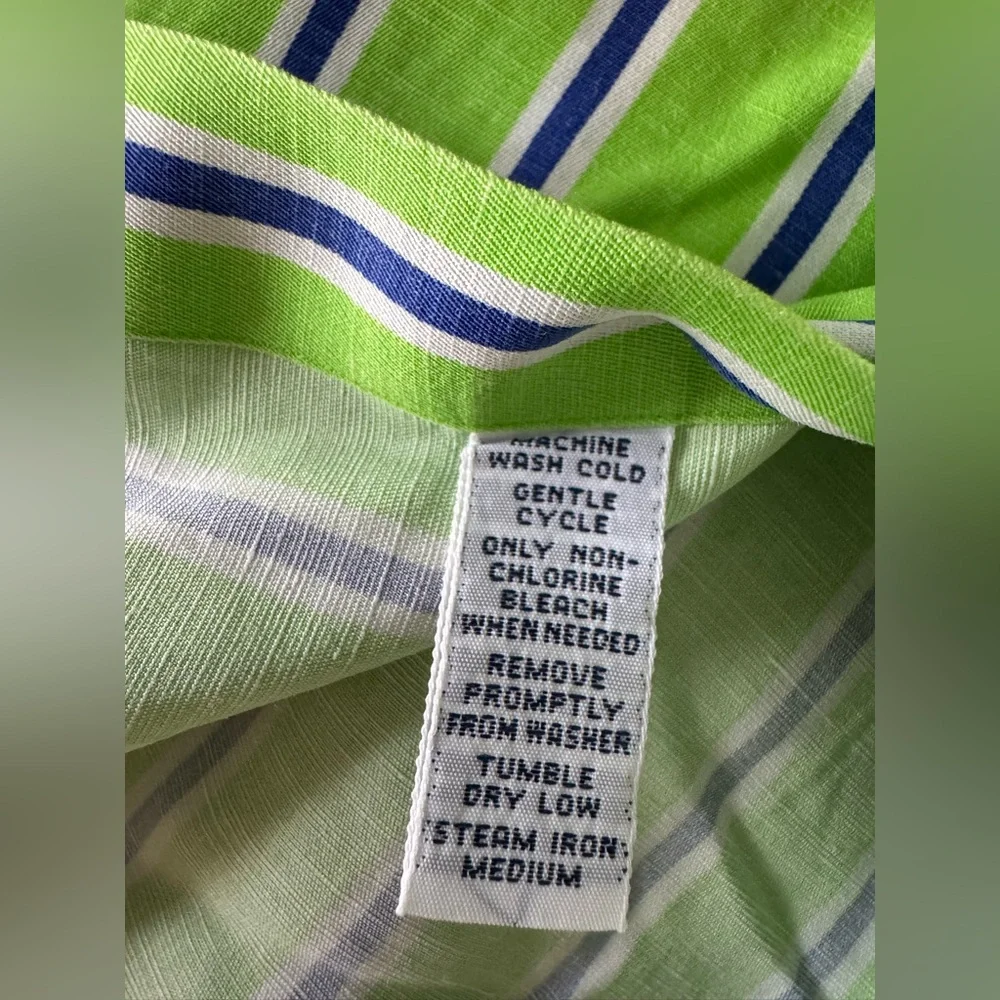 MACHINE
WASH COLD
GENTLE
CYCLE
ONLY NON-
CHLORINE
BLEACH
WHEN NEEDED
REMOVE
PROMPTLY
FROM WASHER
TUMBLE
DRY LOW
STEAM IRON
MEDIUM